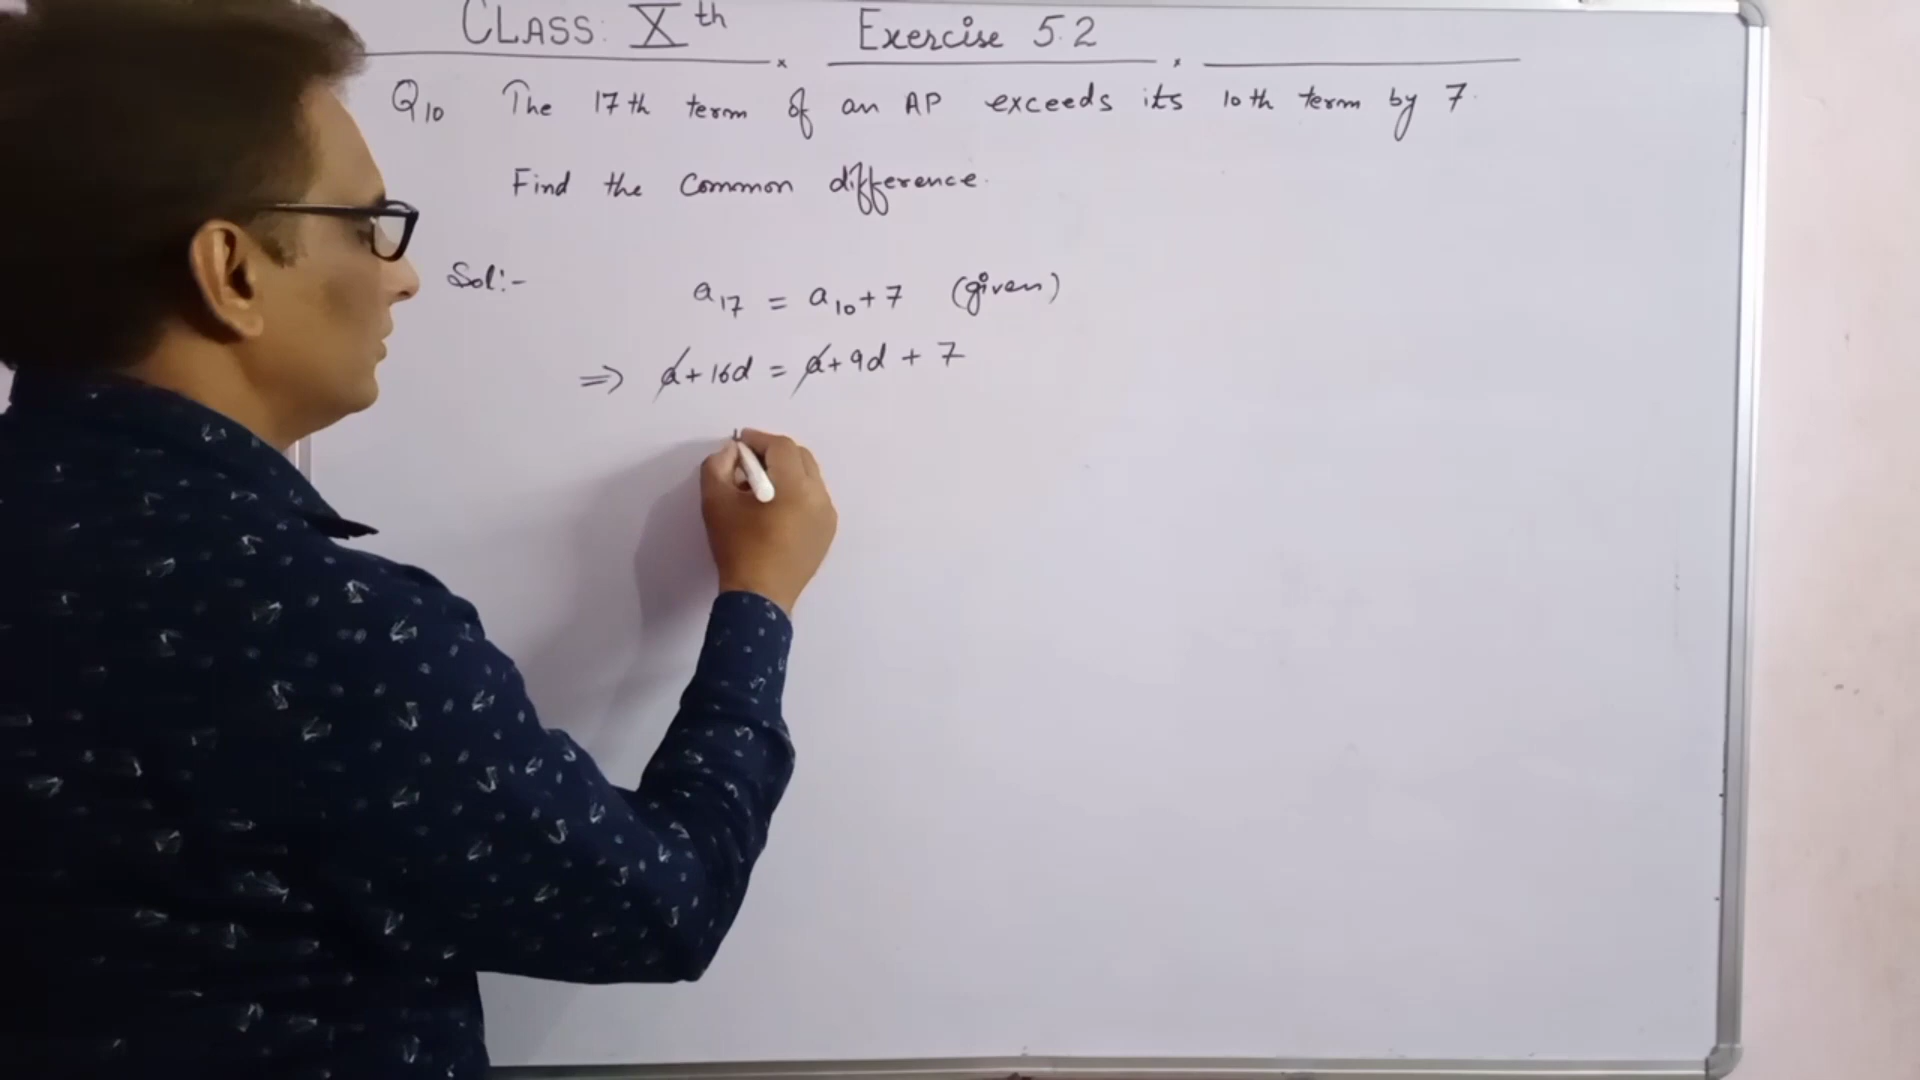 CLASS: Xth × Exercise 5.2 ×
Q10 The 17th term of an AP exceeds its 10th term by 7.
Find the Common difference.
Sol:-
a₁₇ = a₁₀ + 7 (given)
⇒ a + 16d = a + 9d + 7